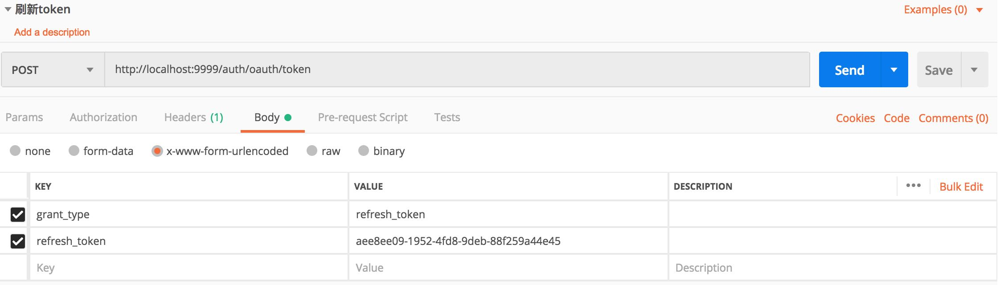 刷新token
Examples (0)
Add a description
POST
http://localhost:9999/auth/oauth/token
Send
Save
Params Authorization Headers (1) Body Pre-request Script Tests
Cookies Code Comments (0)
none form-data x-www-form-urlencoded raw binary
KEY VALUE DESCRIPTION ••• Bulk Edit
grant_type refresh_token
refresh_token aee8ee09-1952-4fd8-9deb-88f259a44e45
Key Value Description